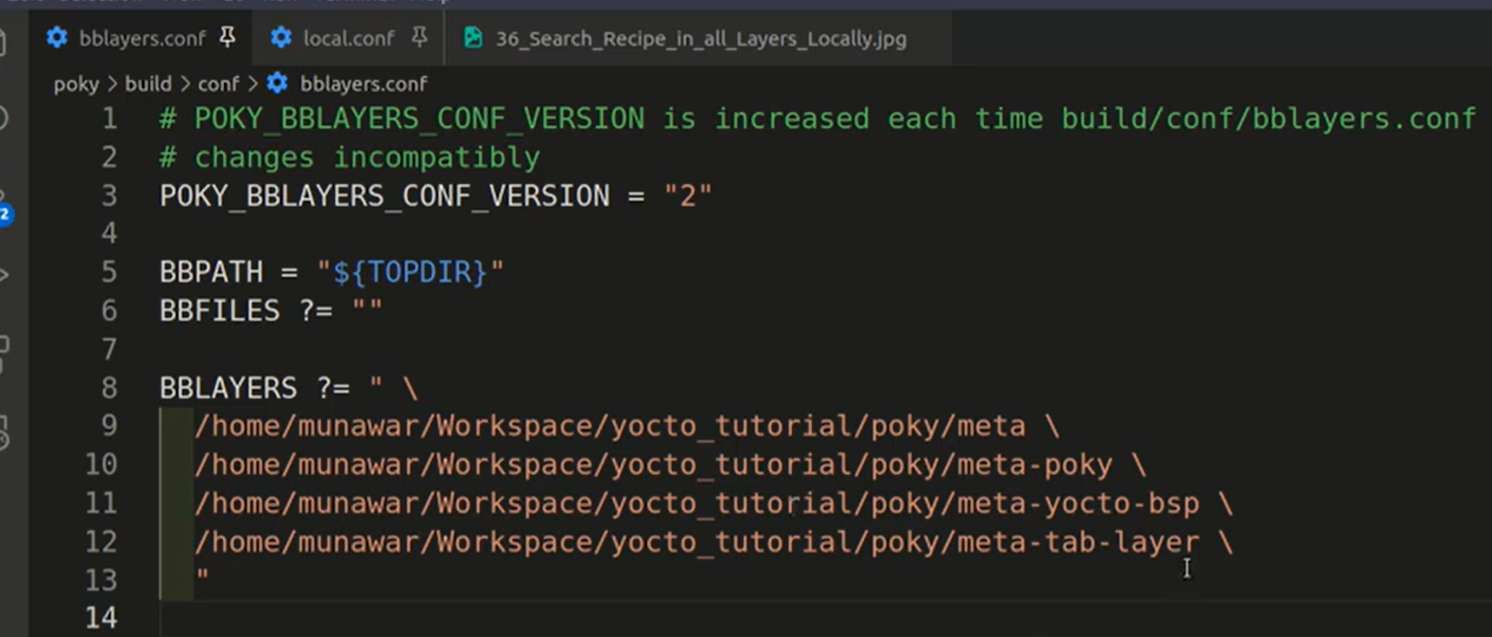 bblayers.conf local.conf 36_Search_Recipe_in_all_Layers_Locally.jpg
poky > build > conf > bblayers.conf
1 # POKY_BBLAYERS_CONF_VERSION is increased each time build/conf/bblayers.conf
2 # changes incompatibly
3 POKY_BBLAYERS_CONF_VERSION = "2"
4
5 BBPATH = "${TOPDIR}"
6 BBFILES ?= ""
7
8 BBLAYERS ?= " \
9 /home/munawar/Workspace/yocto_tutorial/poky/meta \
10 /home/munawar/Workspace/yocto_tutorial/poky/meta-poky \
11 /home/munawar/Workspace/yocto_tutorial/poky/meta-yocto-bsp \
12 /home/munawar/Workspace/yocto_tutorial/poky/meta-tab-layer \
13 "
14